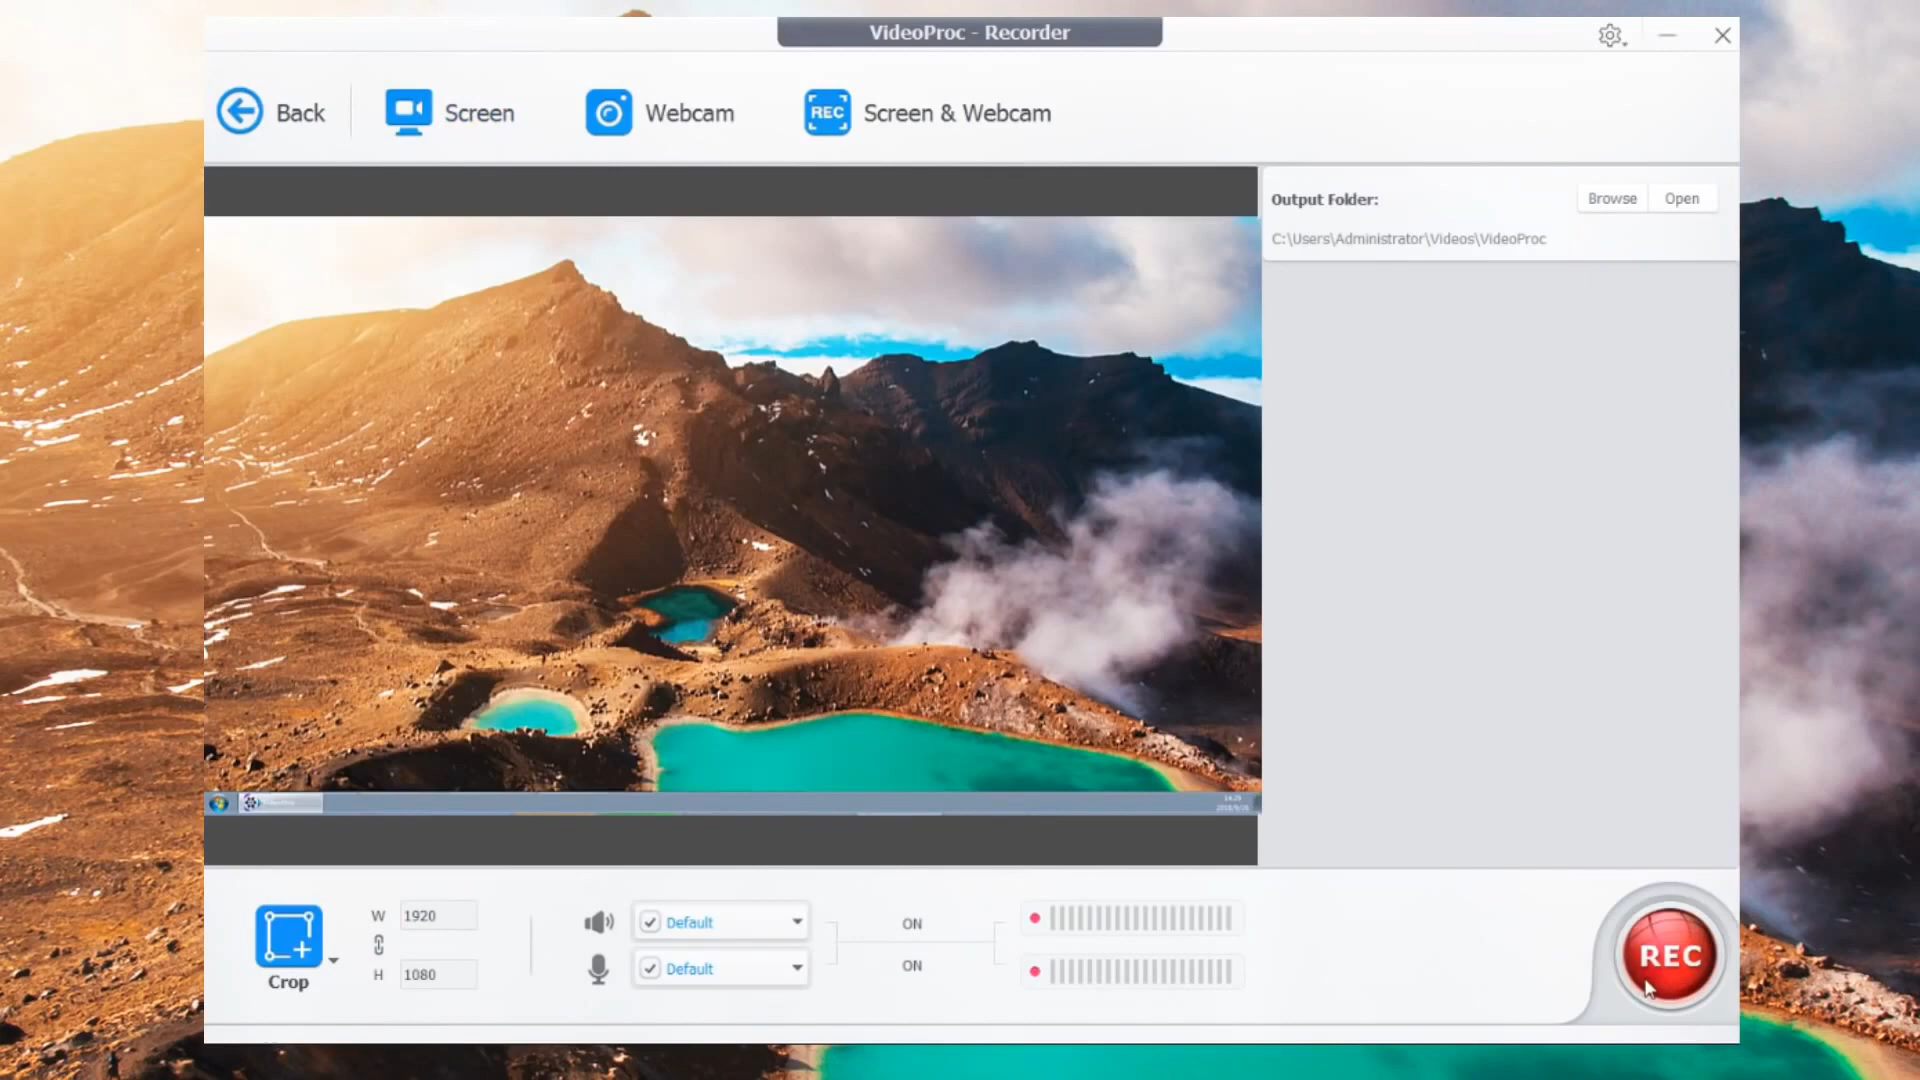 VideoProc - Recorder
Back
Screen
Webcam
REC
Screen & Webcam
Output Folder:
Browse
Open
C:\Users\Administrator\Videos\VideoProc
Crop
W 1920
H 1080
Default
ON
Default
ON
REC